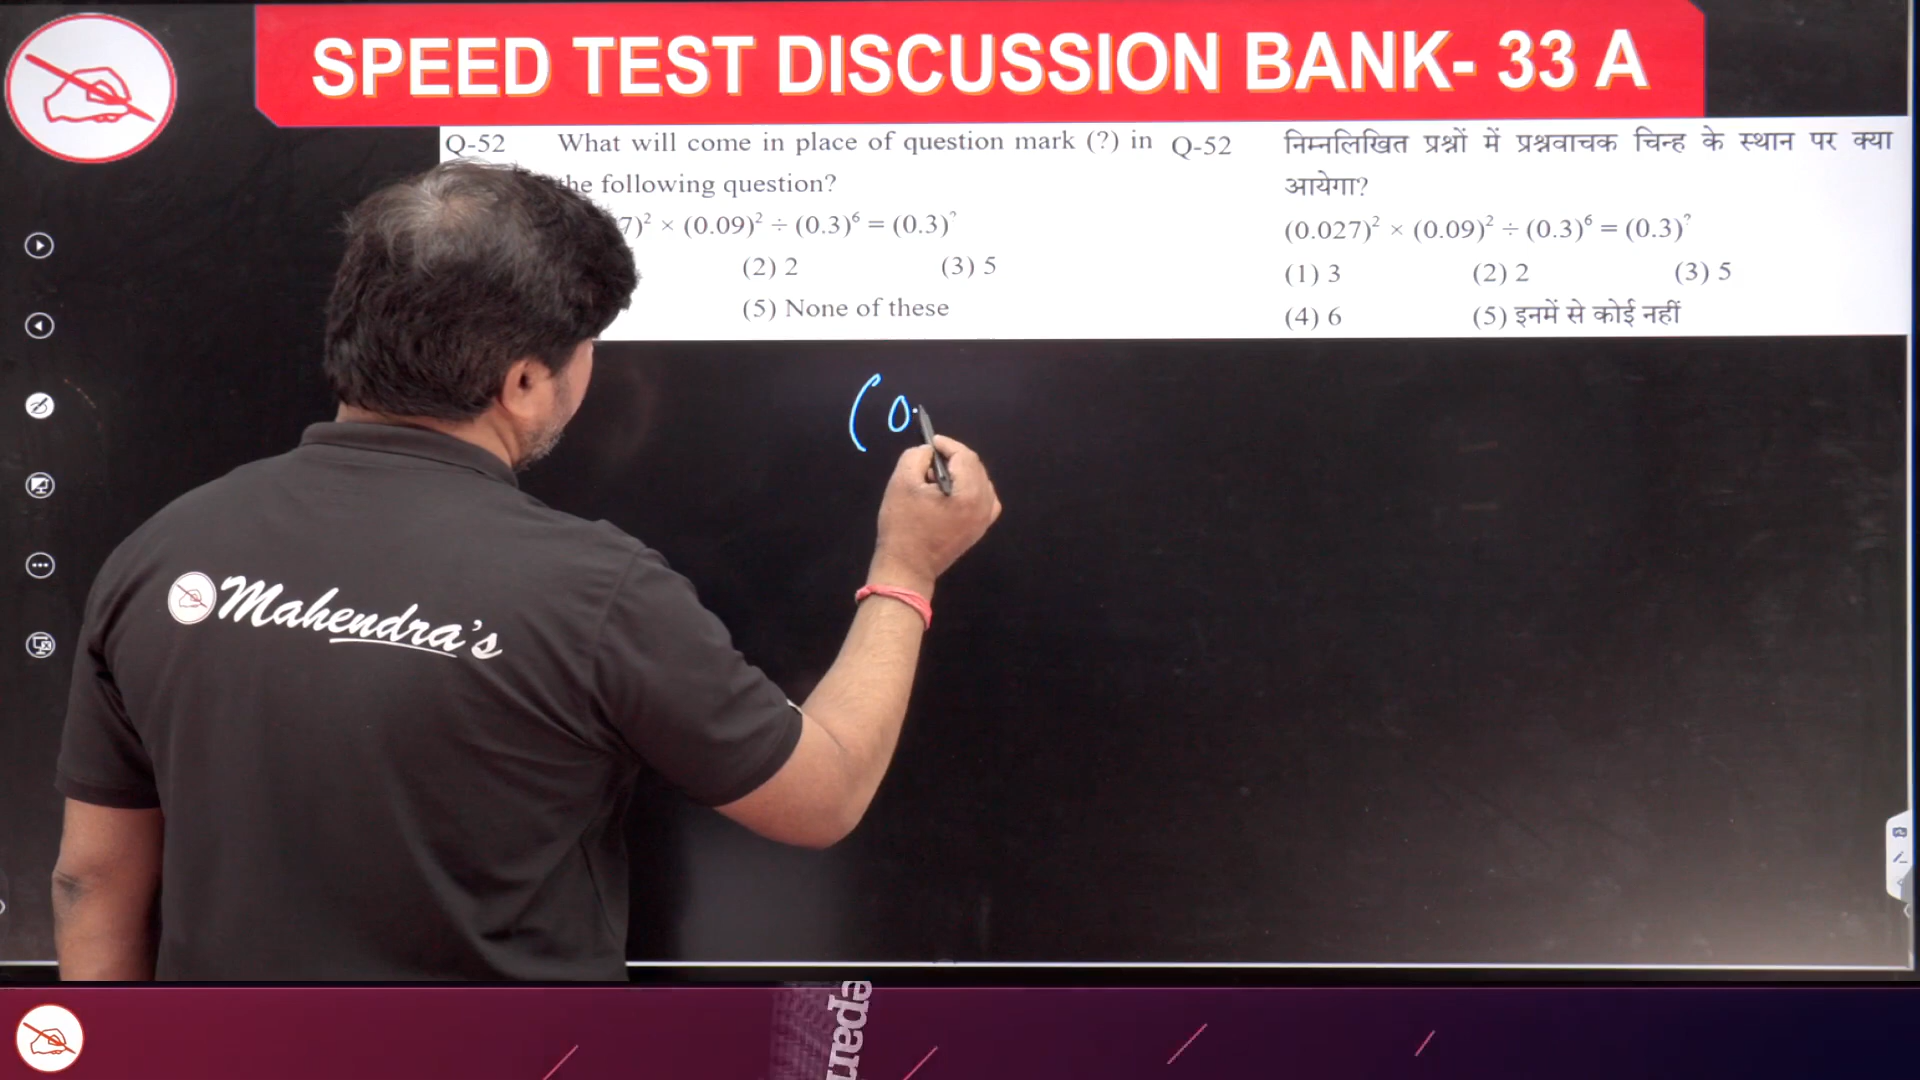 SPEED TEST DISCUSSION BANK- 33 A
Q-52 What will come in place of question mark (?) in
the following question?
7)² × (0.09)² ÷ (0.3)⁶ = (0.3)^?
(2) 2 (3) 5
(5) None of these
Q-52 निम्नलिखित प्रश्नों में प्रश्नवाचक चिन्ह के स्थान पर क्या
आयेगा?
(0.027)² × (0.09)² ÷ (0.3)⁶ = (0.3)^?
(1) 3 (2) 2 (3) 5
(4) 6 (5) इनमें से कोई नहीं
(0.
Mahendra's
epar